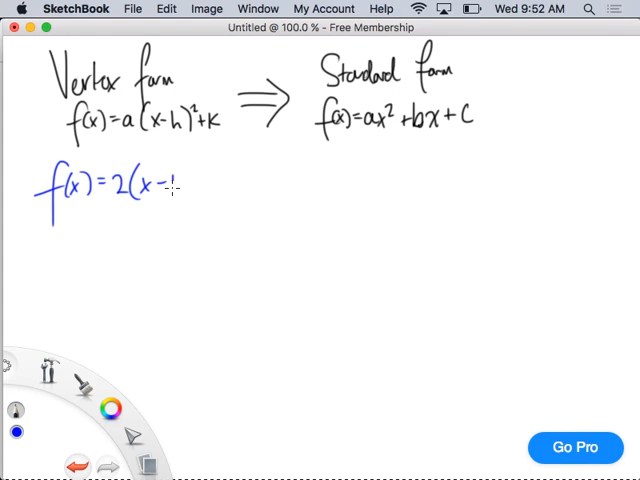 SketchBook File Edit Image Window My Account Help Wed 9:52 AM
Untitled @ 100.0 % - Free Membership
Vertex form
f(x)=a(x-h)²+k
⇒
Standard form
f(x)=ax²+bx+c
f(x)=2(x-
Go Pro